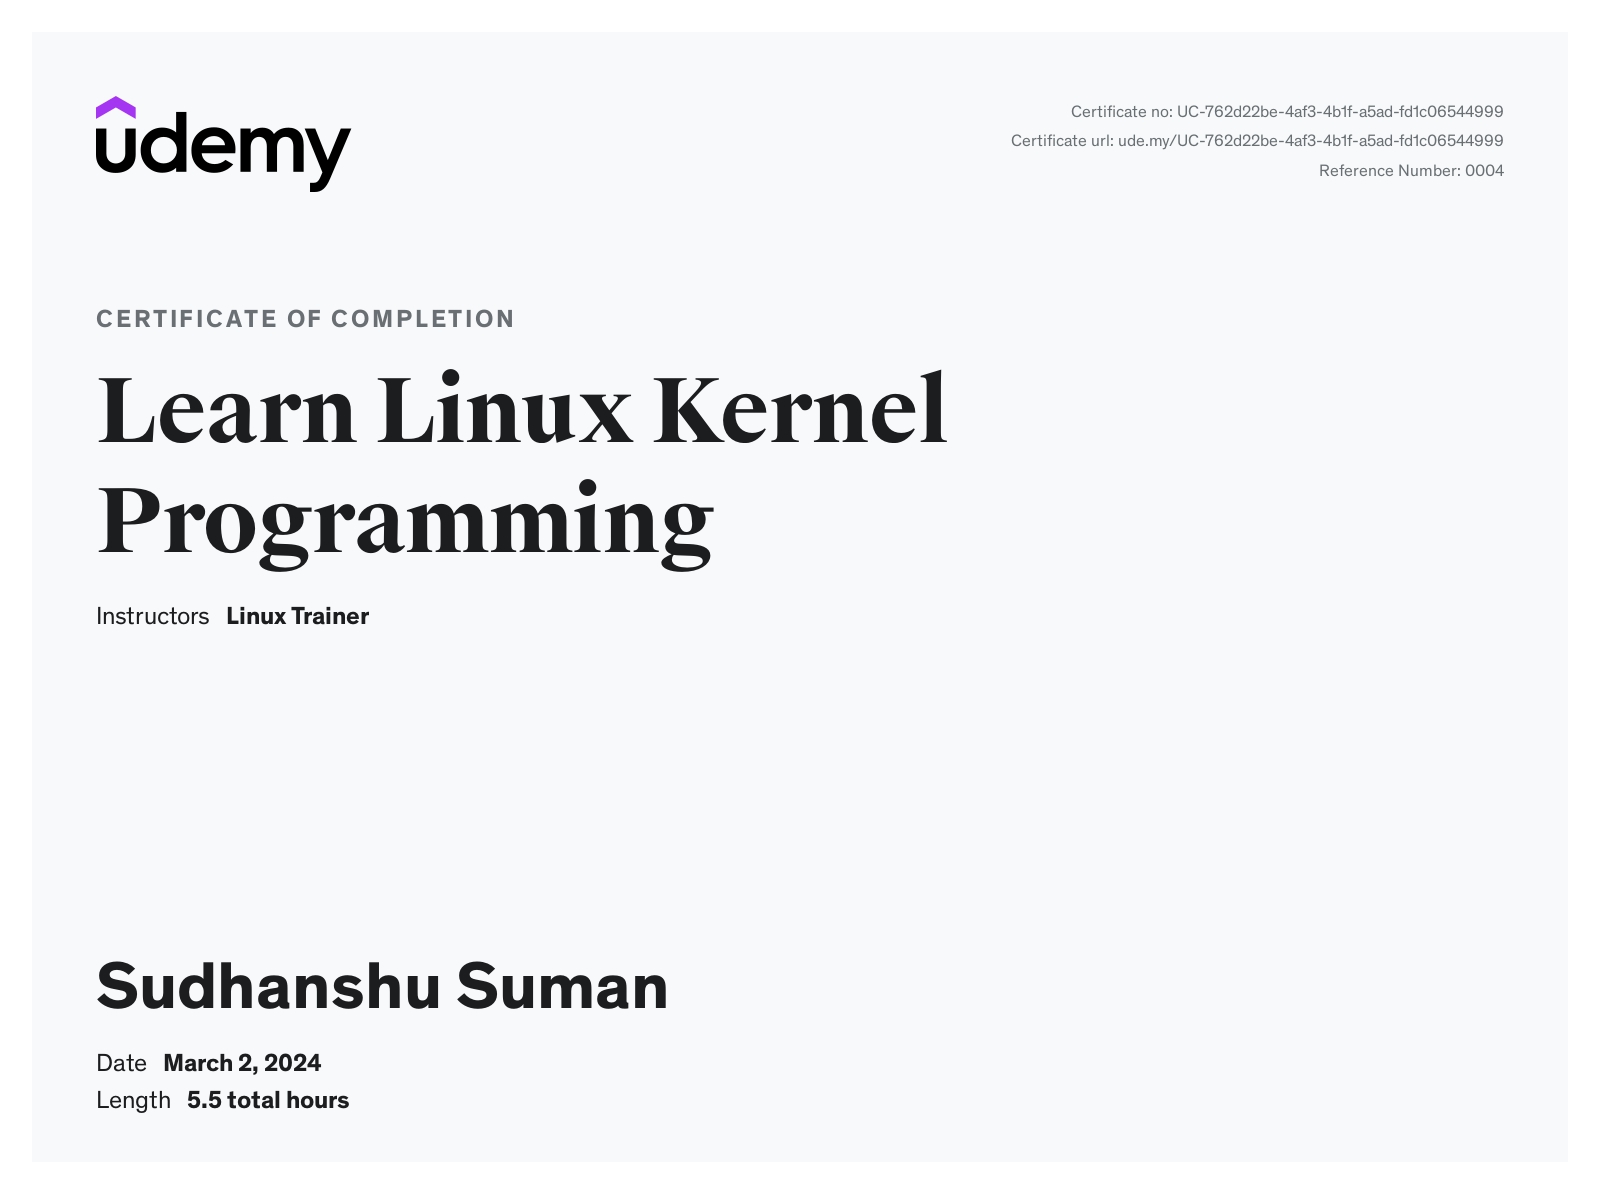 udemy
Certificate no: UC-762d22be-4af3-4b1f-a5ad-fd1c06544999
Certificate url: ude.my/UC-762d22be-4af3-4b1f-a5ad-fd1c06544999
Reference Number: 0004
CERTIFICATE OF COMPLETION
Learn Linux Kernel
Programming
Instructors Linux Trainer
Sudhanshu Suman
Date March 2, 2024
Length 5.5 total hours